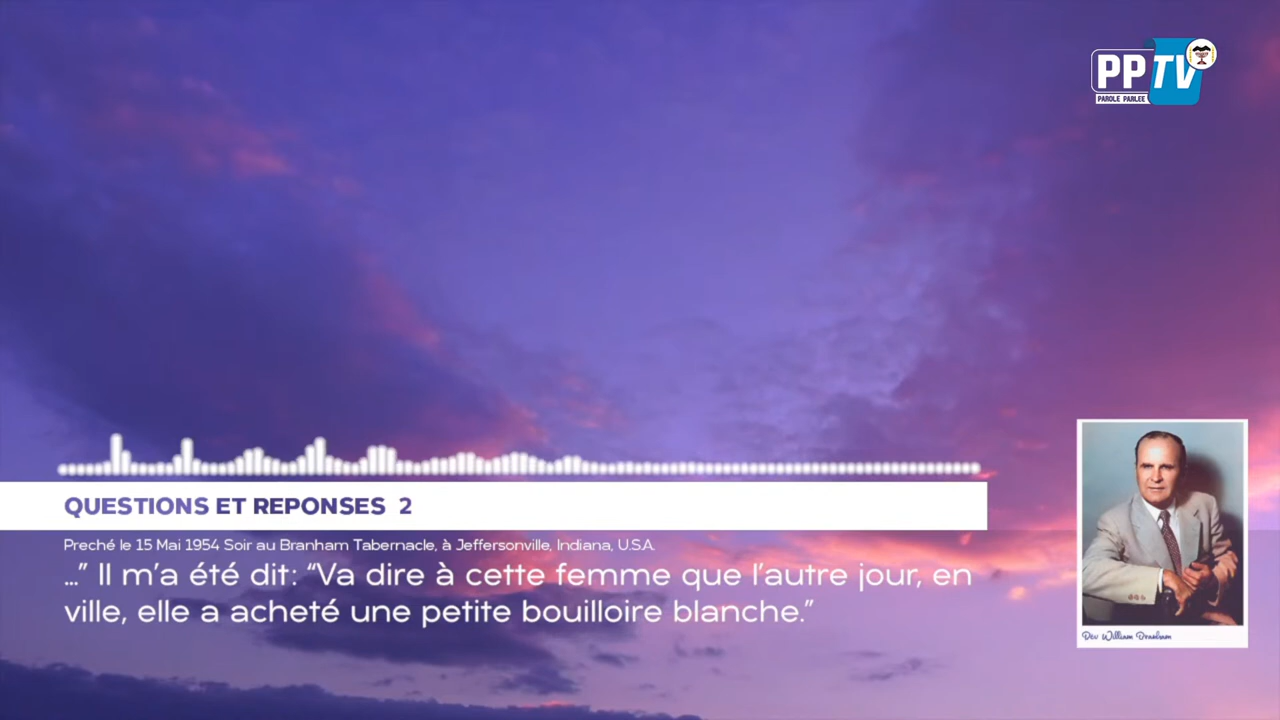 PPTV
PAROLE PARLEE
QUESTIONS ET REPONSES 2
Preché le 15 Mai 1954 Soir au Branham Tabernacle, à Jeffersonville, Indiana, U.S.A.
..." Il m'a été dit: “Va dire à cette femme que l'autre jour, en
ville, elle a acheté une petite bouilloire blanche.”
Rev William Branham